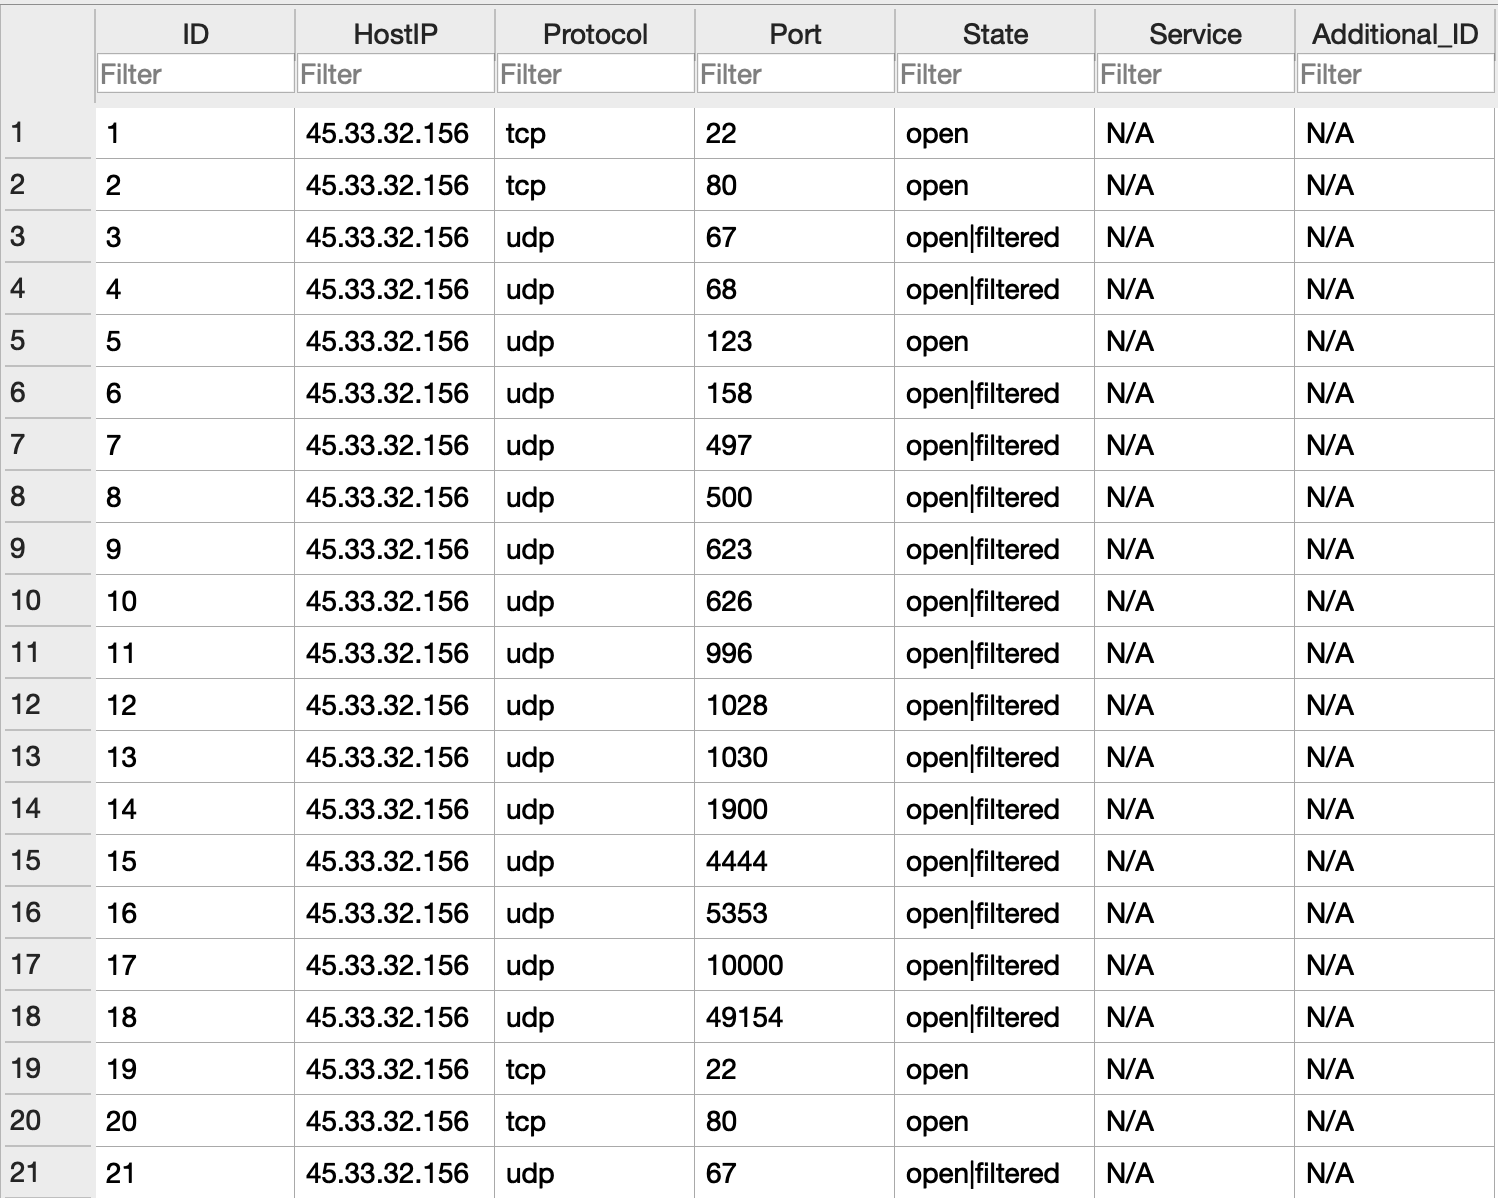 ID HostIP Protocol Port State Service Additional_ID
Filter Filter Filter Filter Filter Filter Filter
1 1 45.33.32.156 tcp 22 open N/A N/A
2 2 45.33.32.156 tcp 80 open N/A N/A
3 3 45.33.32.156 udp 67 open|filtered N/A N/A
4 4 45.33.32.156 udp 68 open|filtered N/A N/A
5 5 45.33.32.156 udp 123 open N/A N/A
6 6 45.33.32.156 udp 158 open|filtered N/A N/A
7 7 45.33.32.156 udp 497 open|filtered N/A N/A
8 8 45.33.32.156 udp 500 open|filtered N/A N/A
9 9 45.33.32.156 udp 623 open|filtered N/A N/A
10 10 45.33.32.156 udp 626 open|filtered N/A N/A
11 11 45.33.32.156 udp 996 open|filtered N/A N/A
12 12 45.33.32.156 udp 1028 open|filtered N/A N/A
13 13 45.33.32.156 udp 1030 open|filtered N/A N/A
14 14 45.33.32.156 udp 1900 open|filtered N/A N/A
15 15 45.33.32.156 udp 4444 open|filtered N/A N/A
16 16 45.33.32.156 udp 5353 open|filtered N/A N/A
17 17 45.33.32.156 udp 10000 open|filtered N/A N/A
18 18 45.33.32.156 udp 49154 open|filtered N/A N/A
19 19 45.33.32.156 tcp 22 open N/A N/A
20 20 45.33.32.156 tcp 80 open N/A N/A
21 21 45.33.32.156 udp 67 open|filtered N/A N/A